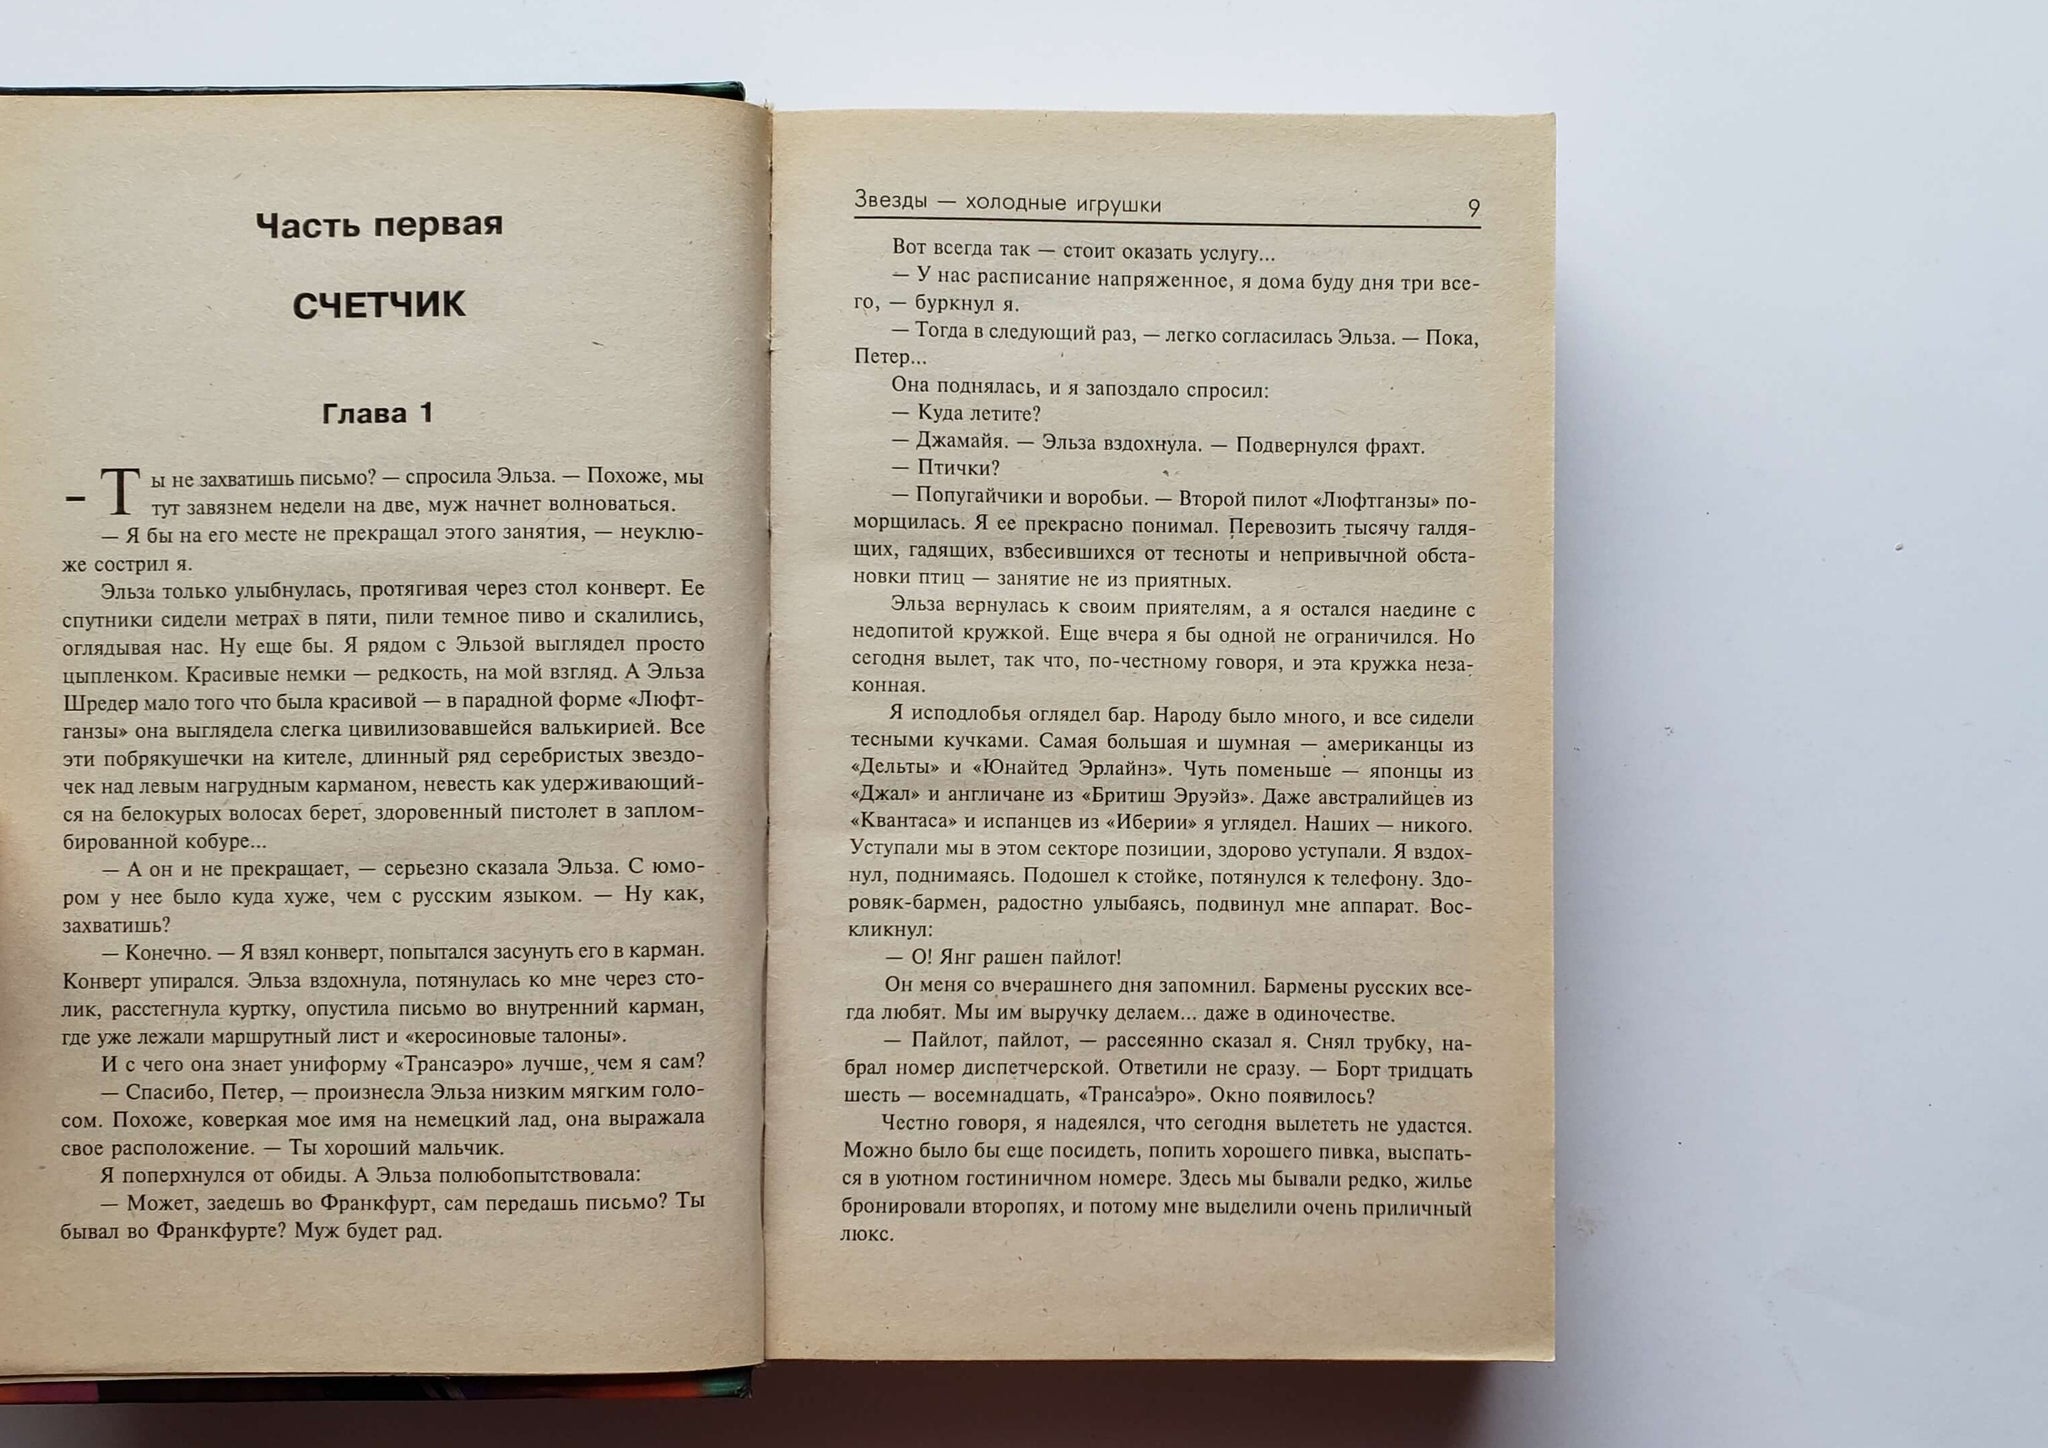 Часть первая
СЧЕТЧИК
Глава 1
– Ты не захватишь письмо? — спросила Эльза. — Похоже, мы
тут завязнем недели на две, муж начнет волноваться.
— Я бы на его месте не прекращал этого занятия, — неуклю-
же сострил я.
Эльза только улыбнулась, протягивая через стол конверт. Ее
спутники сидели метрах в пяти, пили темное пиво и скалились,
оглядывая нас. Ну еще бы. Я рядом с Эльзой выглядел просто
цыпленком. Красивые немки — редкость, на мой взгляд. А Эльза
Шредер мало того что была красивой — в парадной форме «Люфт-
ганзы» она выглядела слегка цивилизовавшейся валькирией. Все
эти побрякушечки на кителе, длинный ряд серебристых звездо-
чек над левым нагрудным карманом, невесть как удерживающий-
ся на белокурых волосах берет, здоровенный пистолет в заплом-
бированной кобуре...
— А он и не прекращает, — серьезно сказала Эльза. С юмо-
ром у нее было куда хуже, чем с русским языком. — Ну как,
захватишь?
— Конечно. — Я взял конверт, попытался засунуть его в карман.
Конверт упирался. Эльза вздохнула, потянулась ко мне через сто-
лик, расстегнула куртку, опустила письмо во внутренний карман,
где уже лежали маршрутный лист и «керосиновые талоны».
И с чего она знает униформу «Трансаэро» лучше, чем я сам?
— Спасибо, Петер, — произнесла Эльза низким мягким голо-
сом. Похоже, коверкая мое имя на немецкий лад, она выражала
свое расположение. — Ты хороший мальчик.
Я поперхнулся от обиды. А Эльза полюбопытствовала:
— Может, заедешь во Франкфурт, сам передашь письмо? Ты
бывал во Франкфурте? Муж будет рад.
Звезды — холодные игрушки 9
Вот всегда так — стоит оказать услугу...
— У нас расписание напряженное, я дома буду дня три все-
го, — буркнул я.
— Тогда в следующий раз, — легко согласилась Эльза. — Пока,
Петер...
Она поднялась, и я запоздало спросил:
— Куда летите?
— Джамайя. — Эльза вздохнула. — Подвернулся фрахт.
— Птички?
— Попугайчики и воробьи. — Второй пилот «Люфтганзы» по-
морщилась. Я ее прекрасно понимал. Перевозить тысячу галдя-
щих, гадящих, взбесившихся от тесноты и непривычной обста-
новки птиц — занятие не из приятных.
Эльза вернулась к своим приятелям, а я остался наедине с
недопитой кружкой. Еще вчера я бы одной не ограничился. Но
сегодня вылет, так что, по-честному говоря, и эта кружка неза-
конная.
Я исподлобья оглядел бар. Народу было много, и все сидели
тесными кучками. Самая большая и шумная — американцы из
«Дельты» и «Юнайтед Эрлайнз». Чуть поменьше — японцы из
«Джал» и англичане из «Бритиш Эруэйз». Даже австралийцев из
«Квантаса» и испанцев из «Иберии» я углядел. Наших — никого.
Уступали мы в этом секторе позиции, здорово уступали. Я вздох-
нул, поднимаясь. Подошел к стойке, потянулся к телефону. Здо-
ровяк-бармен, радостно улыбаясь, подвинул мне аппарат. Вос-
кликнул:
— О! Янг рашен пайлот!
Он меня со вчерашнего дня запомнил. Бармены русских все-
гда любят. Мы им выручку делаем... даже в одиночестве.
— Пайлот, пайлот, — рассеянно сказал я. Снял трубку, на-
брал номер диспетчерской. Ответили не сразу. — Борт тридцать
шесть — восемнадцать, «Трансаэро». Окно появилось?
Честно говоря, я надеялся, что сегодня вылететь не удастся.
Можно было бы еще посидеть, попить хорошего пивка, выспать-
ся в уютном гостиничном номере. Здесь мы бывали редко, жилье
бронировали второпях, и потому мне выделили очень приличный
люкс.